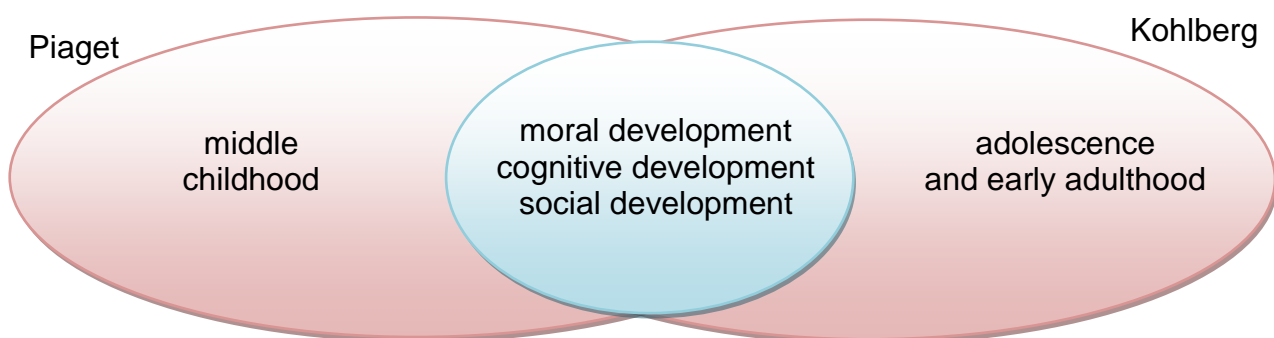 Piaget
Kohlberg
middle
childhood
moral development
cognitive development
social development
adolescence
and early adulthood